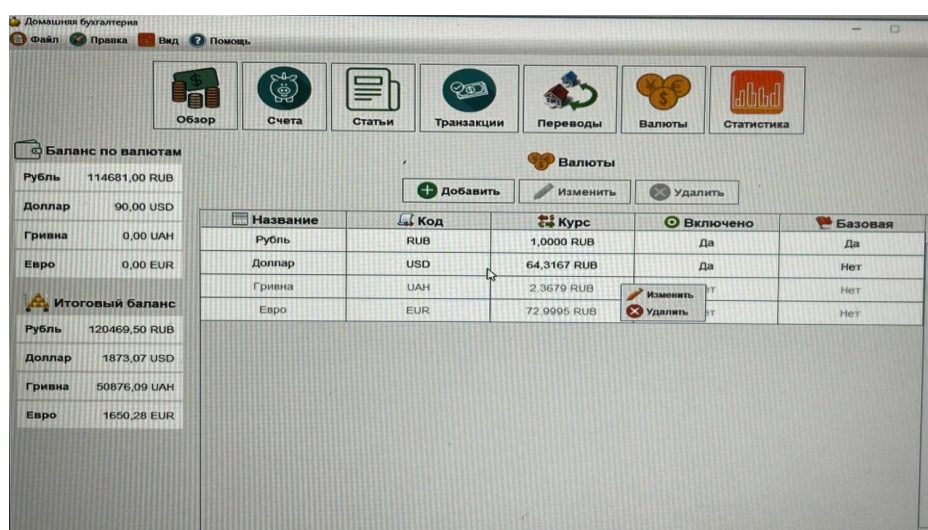 Домашняя бухгалтерия
Файл Правка Вид Помощь
Обзор Счета Статьи Транзакции Переводы Валюты Статистика
Баланс по валютам
Рубль 114681,00 RUB
Доллар 90,00 USD
Гривна 0,00 UAH
Евро 0,00 EUR
Итоговый баланс
Рубль 120469,50 RUB
Доллар 1873,07 USD
Гривна 50876,09 UAH
Евро 1650,28 EUR
Валюты
Добавить Изменить Удалить
Название Код Курс Включено Базовая
Рубль RUB 1,0000 RUB Да Да
Доллар USD 64,3167 RUB Да Нет
Гривна UAH 2,3679 RUB Нет
Евро EUR 72,9995 RUB Нет
Изменить
Удалить